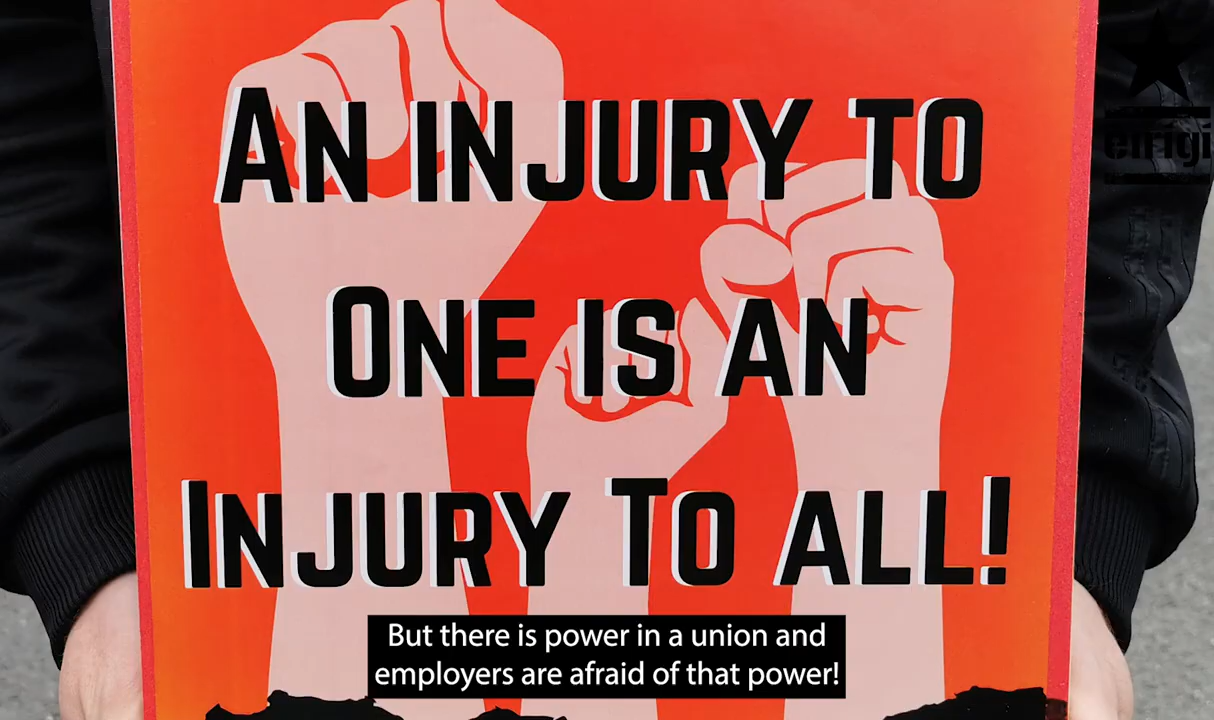 AN INJURY TO
ONE IS AN
INJURY TO ALL!
eirígí
But there is power in a union and
employers are afraid of that power!